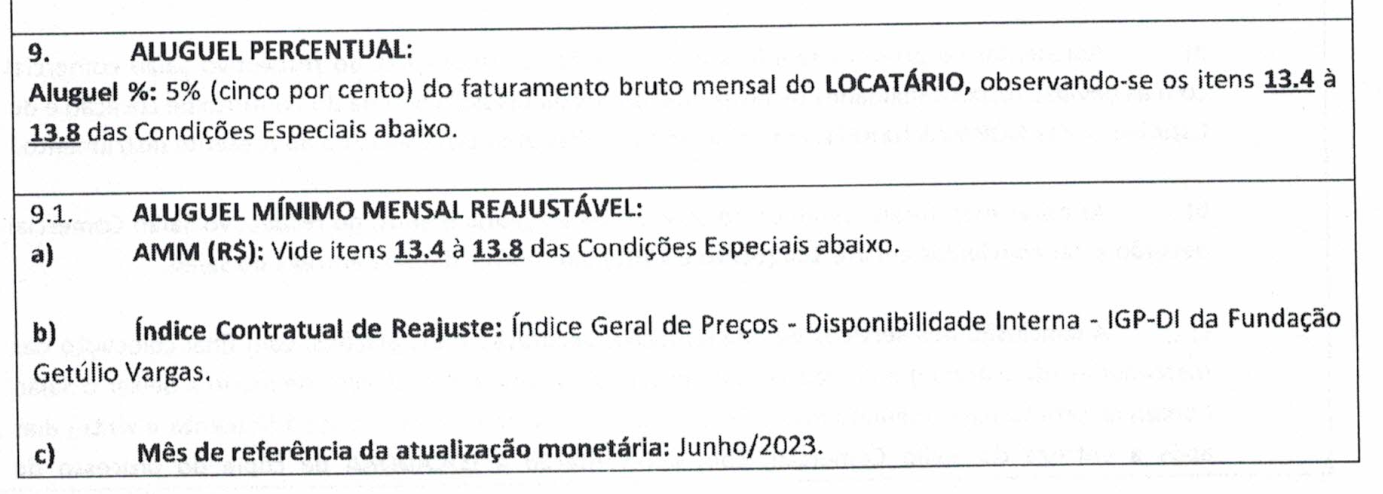 9. ALUGUEL PERCENTUAL:
Aluguel %: 5% (cinco por cento) do faturamento bruto mensal do LOCATÁRIO, observando-se os itens 13.4 à
13.8 das Condições Especiais abaixo.
9.1. ALUGUEL MÍNIMO MENSAL REAJUSTÁVEL:
a) AMM (R$): Vide itens 13.4 à 13.8 das Condições Especiais abaixo.
b) Índice Contratual de Reajuste: Índice Geral de Preços - Disponibilidade Interna - IGP-DI da Fundação
Getúlio Vargas.
c) Mês de referência da atualização monetária: Junho/2023.